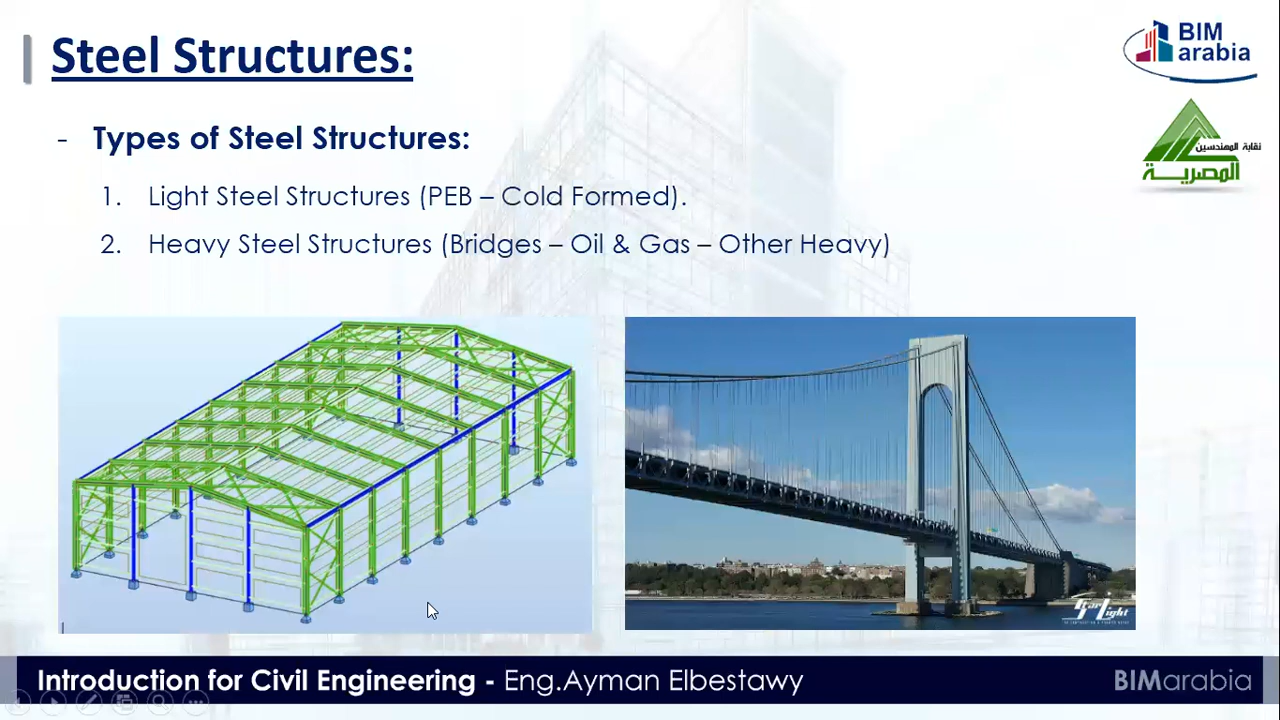 Steel Structures:
BIM
arabia
- Types of Steel Structures:
نقابة المهندسين
المصرية
1. Light Steel Structures (PEB – Cold Formed).
2. Heavy Steel Structures (Bridges – Oil & Gas – Other Heavy)
Introduction for Civil Engineering - Eng.Ayman Elbestawy
BIMarabia